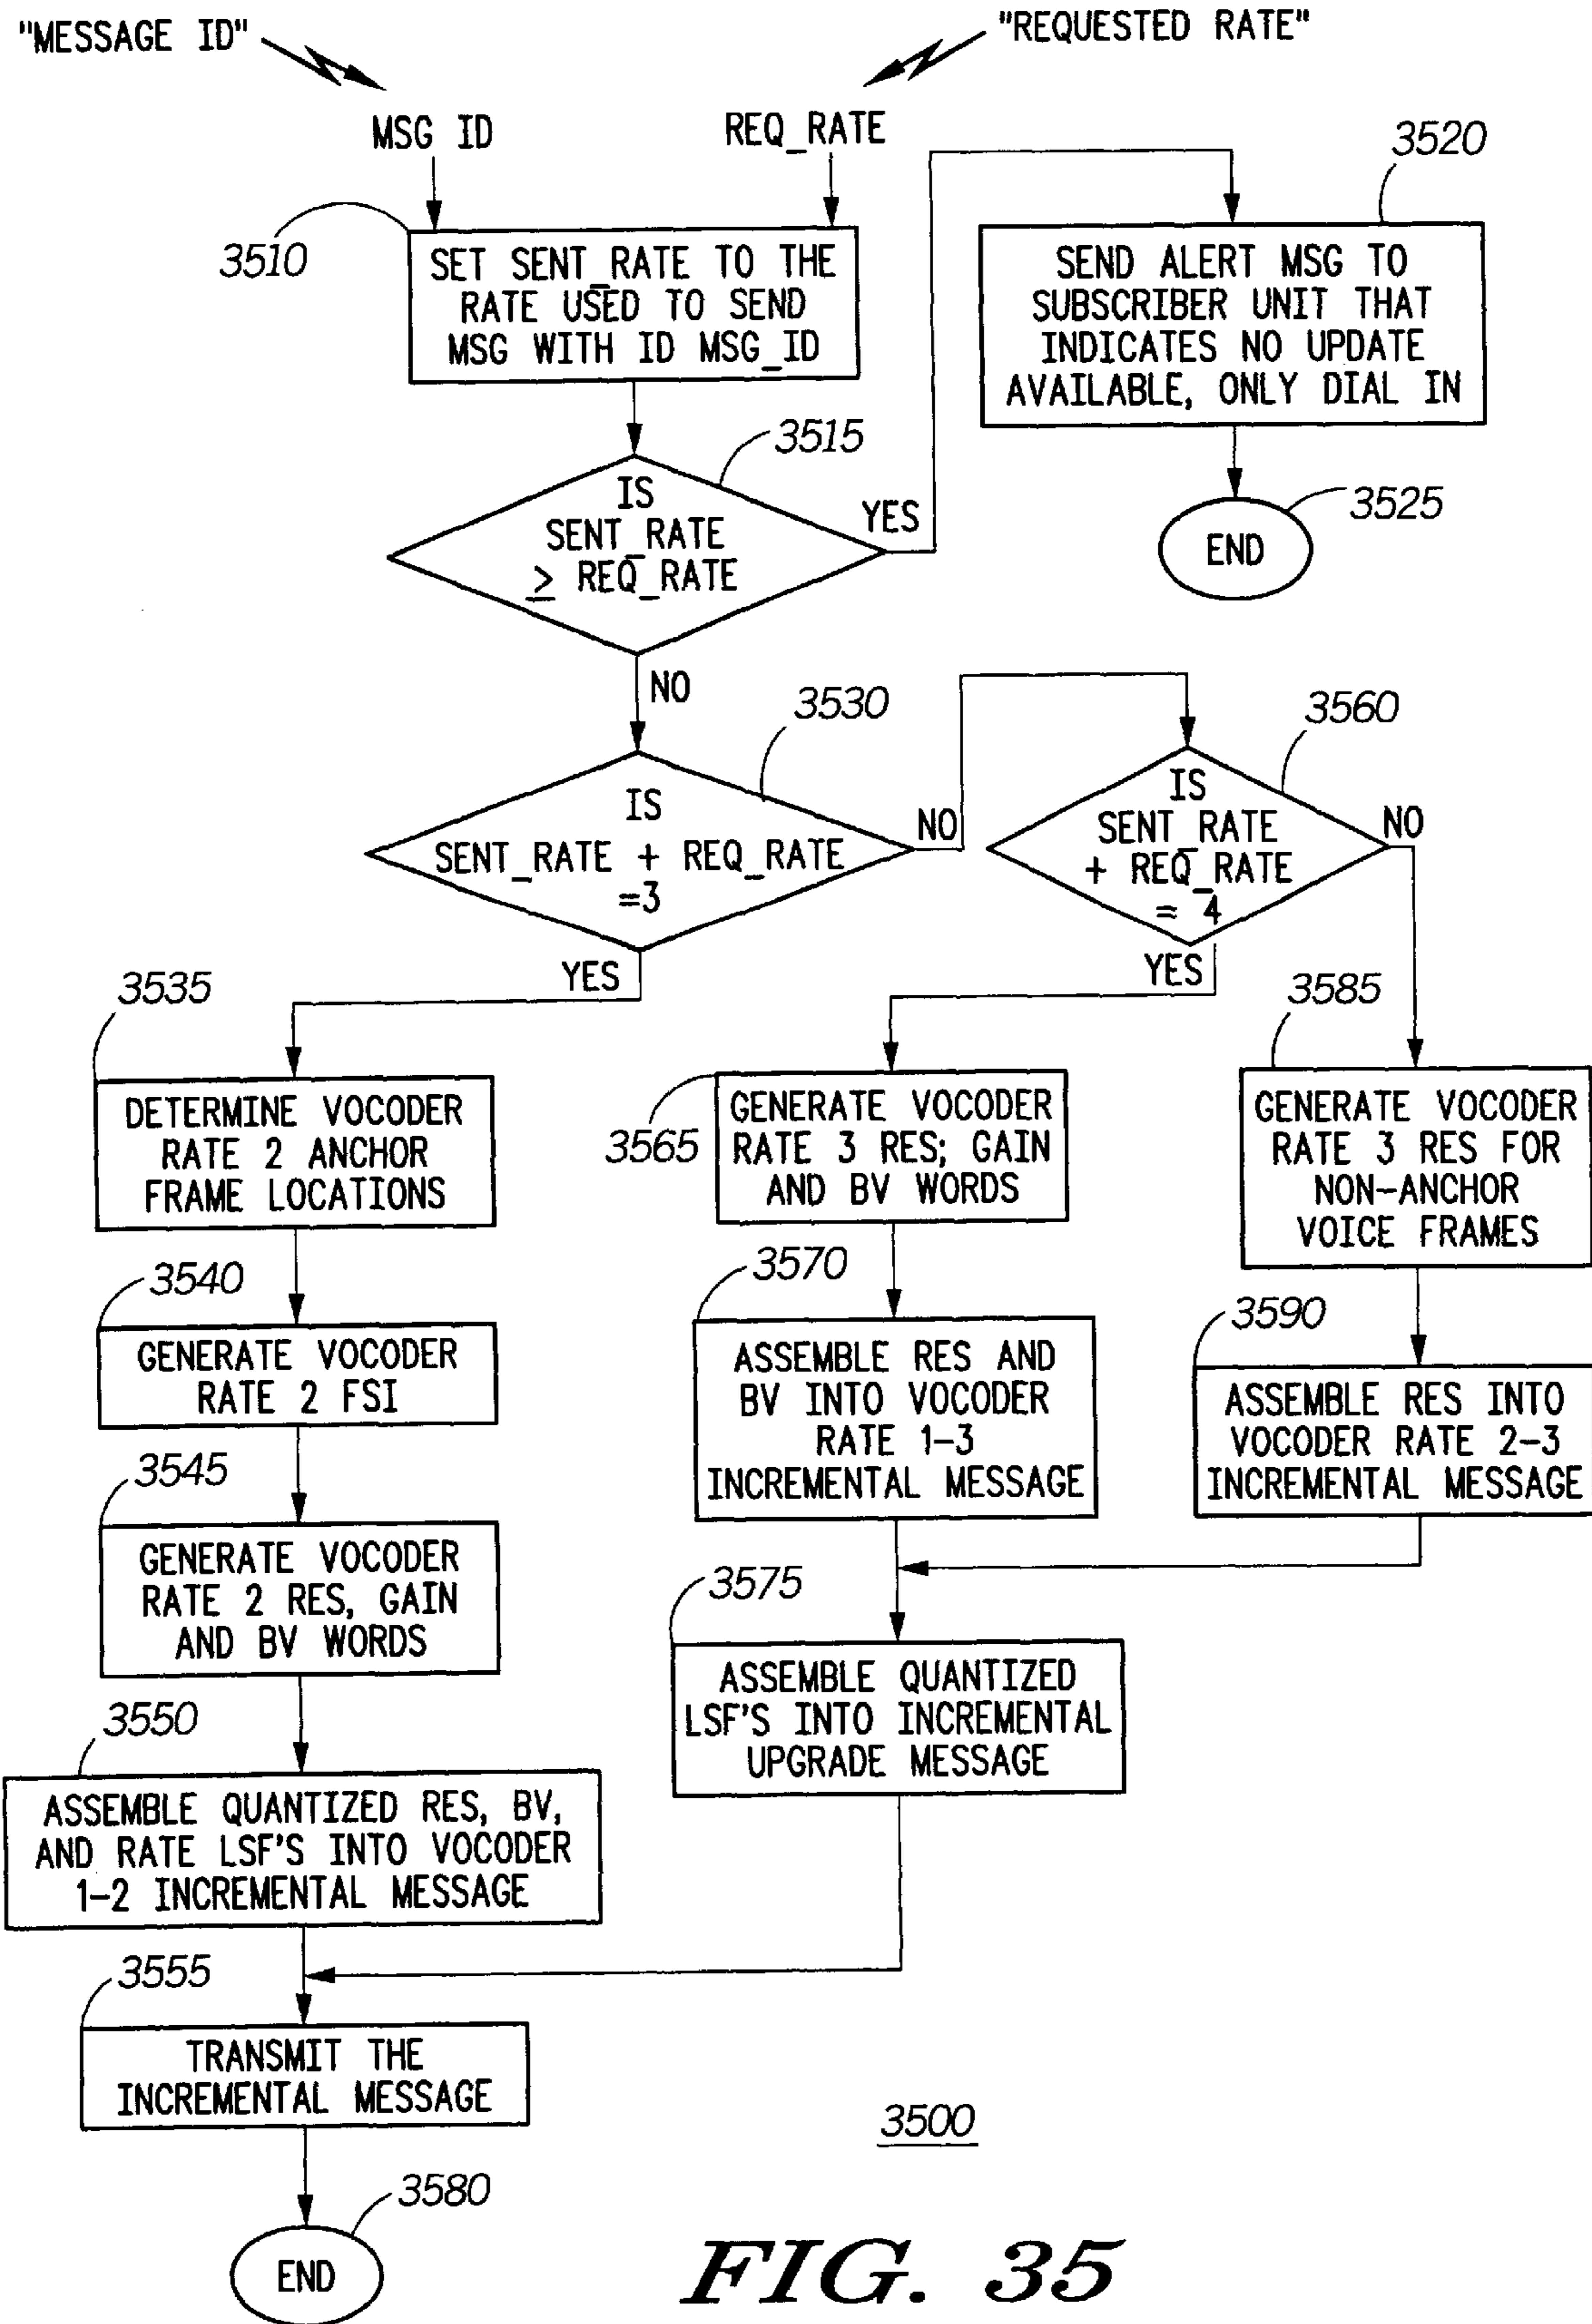 "MESSAGE ID"
"REQUESTED RATE"
MSG ID
REQ_RATE
3510
SET SENT_RATE TO THE
RATE USED TO SEND
MSG WITH ID MSG_ID
3520
SEND ALERT MSG TO
SUBSCRIBER UNIT THAT
INDICATES NO UPDATE
AVAILABLE, ONLY DIAL IN
3515
IS
SENT_RATE
≥ REQ_RATE
YES
3525
END
NO
3530
IS
SENT_RATE + REQ_RATE
=3
NO
3560
IS
SENT_RATE
+ REQ_RATE
= 4
NO
YES
YES
3535
DETERMINE VOCODER
RATE 2 ANCHOR
FRAME LOCATIONS
3565
GENERATE VOCODER
RATE 3 RES; GAIN
AND BV WORDS
3585
GENERATE VOCODER
RATE 3 RES FOR
NON-ANCHOR
VOICE FRAMES
3540
GENERATE VOCODER
RATE 2 FSI
3570
ASSEMBLE RES AND
BV INTO VOCODER
RATE 1-3
INCREMENTAL MESSAGE
3590
ASSEMBLE RES INTO
VOCODER RATE 2-3
INCREMENTAL MESSAGE
3545
GENERATE VOCODER
RATE 2 RES, GAIN
AND BV WORDS
3575
ASSEMBLE QUANTIZED
LSF'S INTO INCREMENTAL
UPGRADE MESSAGE
3550
ASSEMBLE QUANTIZED RES, BV,
AND RATE LSF'S INTO VOCODER
1-2 INCREMENTAL MESSAGE
3555
TRANSMIT THE
INCREMENTAL MESSAGE
3500
3580
END
FIG. 35